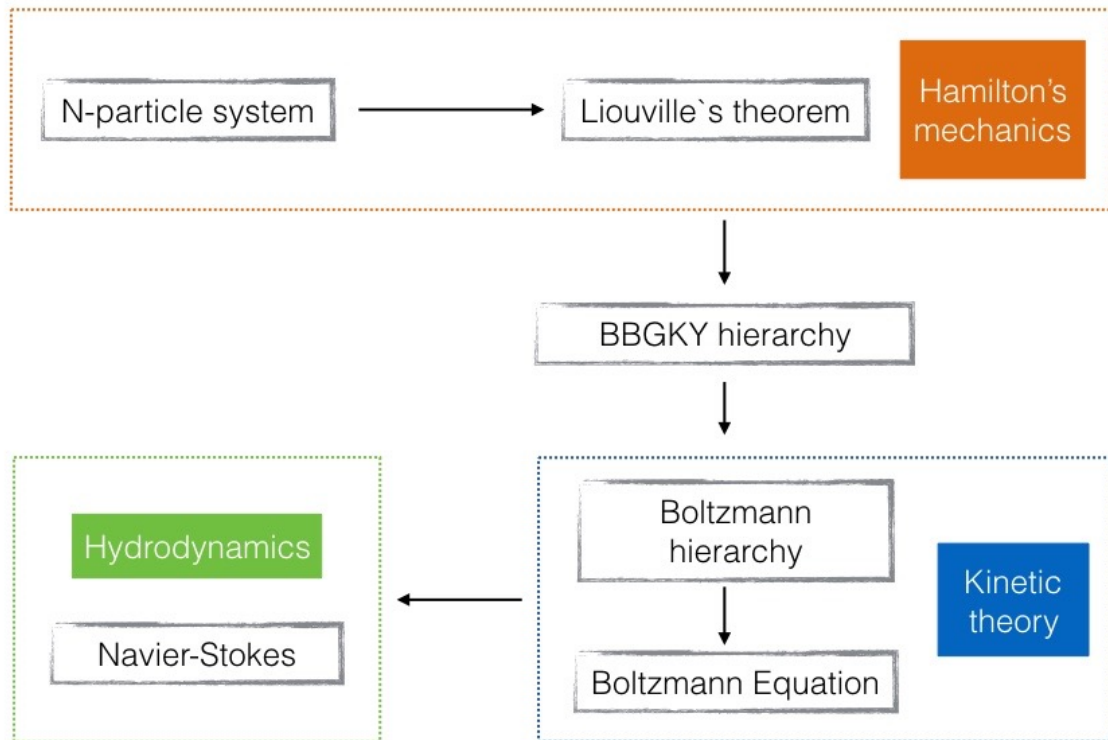 N-particle system
Liouville`s theorem
Hamilton's
mechanics
BBGKY hierarchy
Hydrodynamics
Navier-Stokes
Boltzmann
hierarchy
Boltzmann Equation
Kinetic
theory